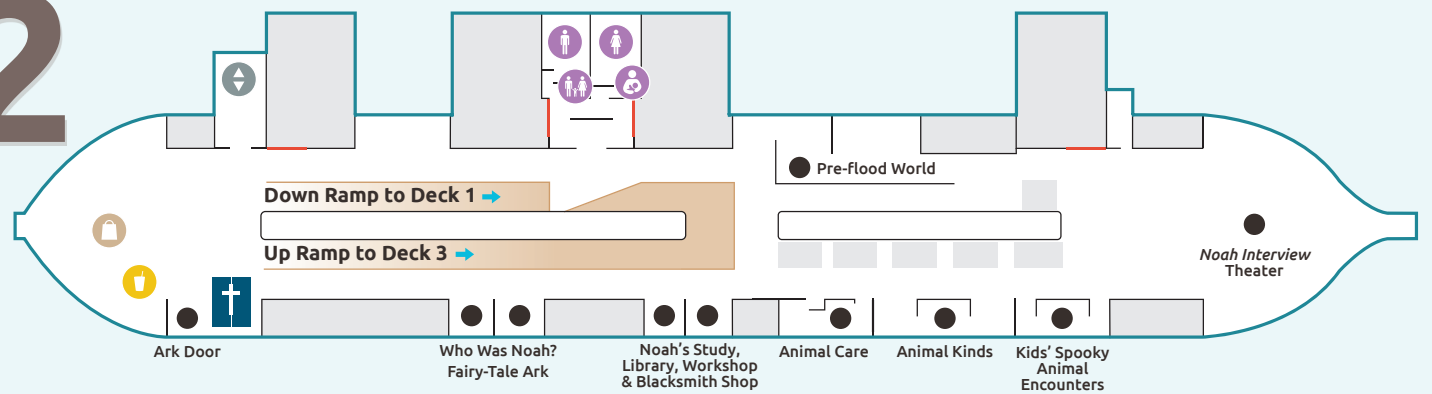 2
Pre-flood World
Down Ramp to Deck 1
Up Ramp to Deck 3
Noah Interview
Theater
Ark Door
Who Was Noah?
Fairy-Tale Ark
Noah’s Study,
Library, Workshop
& Blacksmith Shop
Animal Care
Animal Kinds
Kids’ Spooky
Animal
Encounters